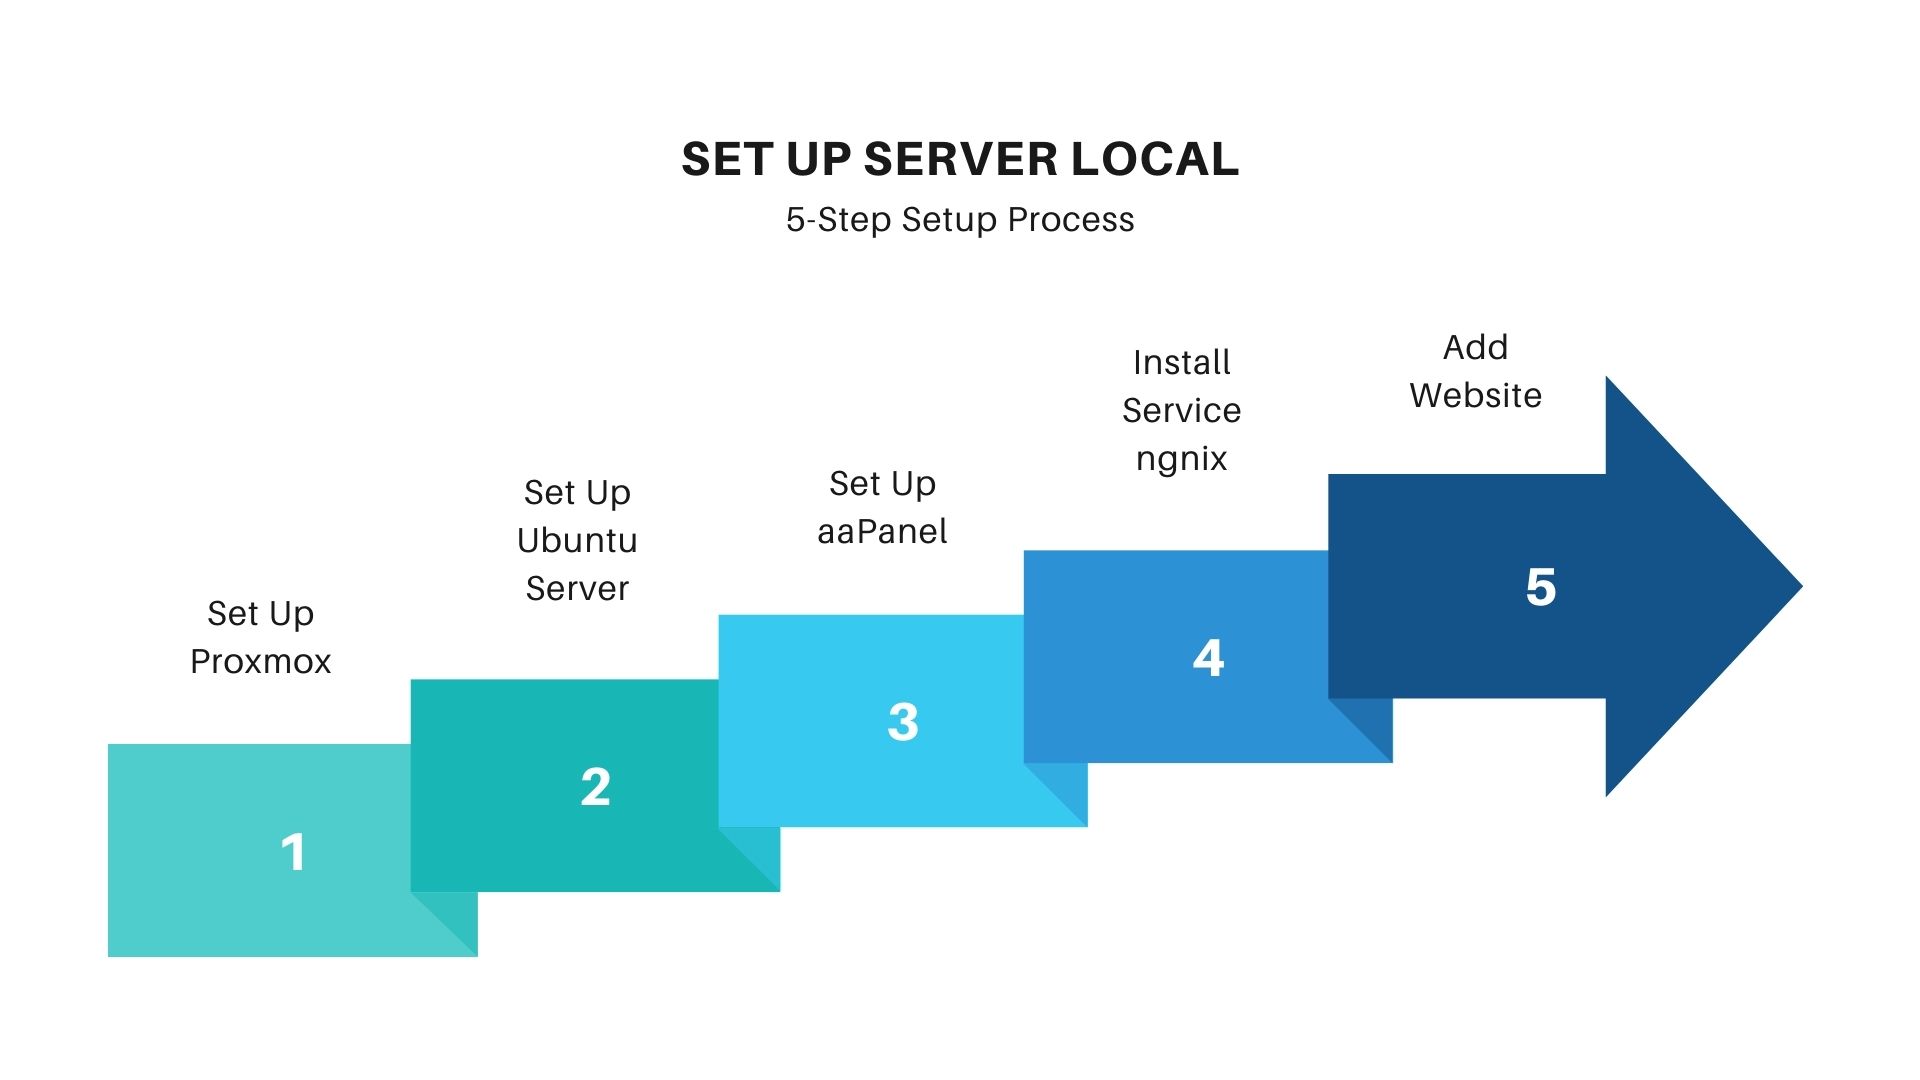 SET UP SERVER LOCAL
5-Step Setup Process
Set Up
Proxmox
1
Set Up
Ubuntu
Server
2
Set Up
aaPanel
3
Install
Service
ngnix
4
Add
Website
5